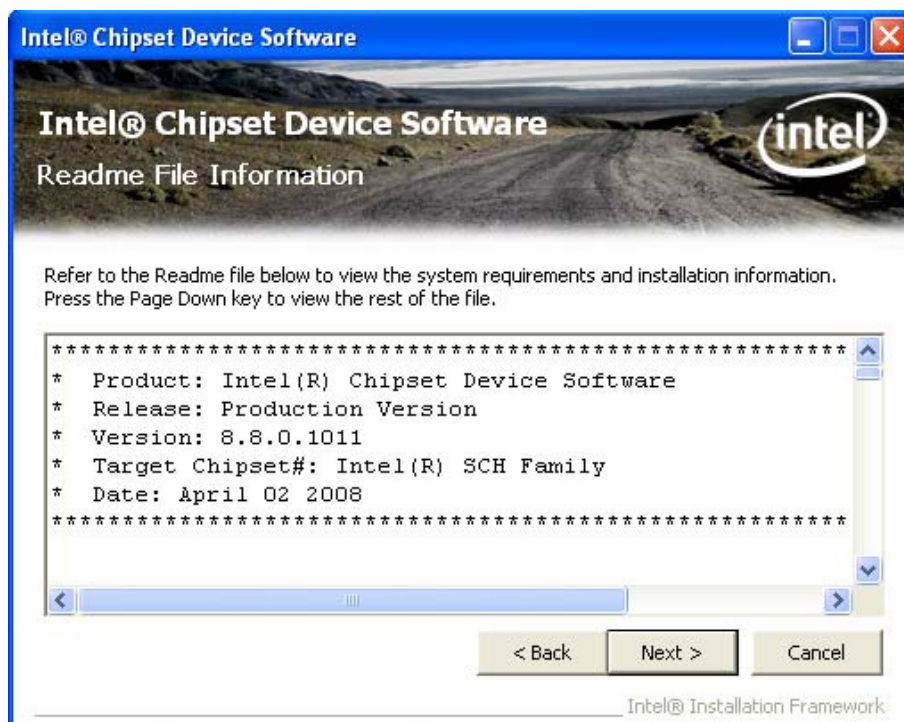 Intel® Chipset Device Software
Intel® Chipset Device Software
intel
Readme File Information
Refer to the Readme file below to view the system requirements and installation information.
Press the Page Down key to view the rest of the file.
*********************************************************
* Product: Intel(R) Chipset Device Software
* Release: Production Version
* Version: 8.8.0.1011
* Target Chipset#: Intel(R) SCH Family
* Date: April 02 2008
*********************************************************
< Back Next > Cancel
Intel® Installation Framework